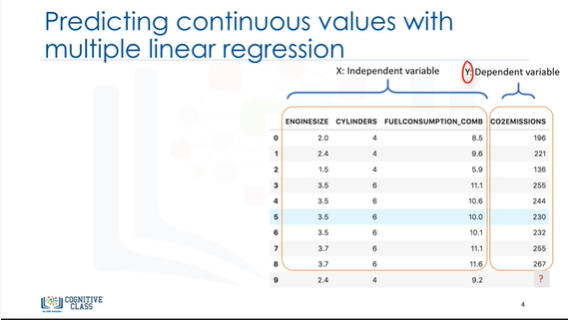 Predicting continuous values with
multiple linear regression
X: Independent variable Y: Dependent variable
ENGINESIZE CYLINDERS FUELCONSUMPTION_COMB CO2EMISSIONS
0 2.0 4 8.5 196
1 2.4 4 9.6 221
2 1.5 4 5.9 136
3 3.5 6 11.1 255
4 3.5 6 10.6 244
5 3.5 6 10.0 230
6 3.5 6 10.1 232
7 3.7 6 11.1 255
8 3.7 6 11.6 267
9 2.4 4 9.2 ?
COGNITIVE
CLASS
4